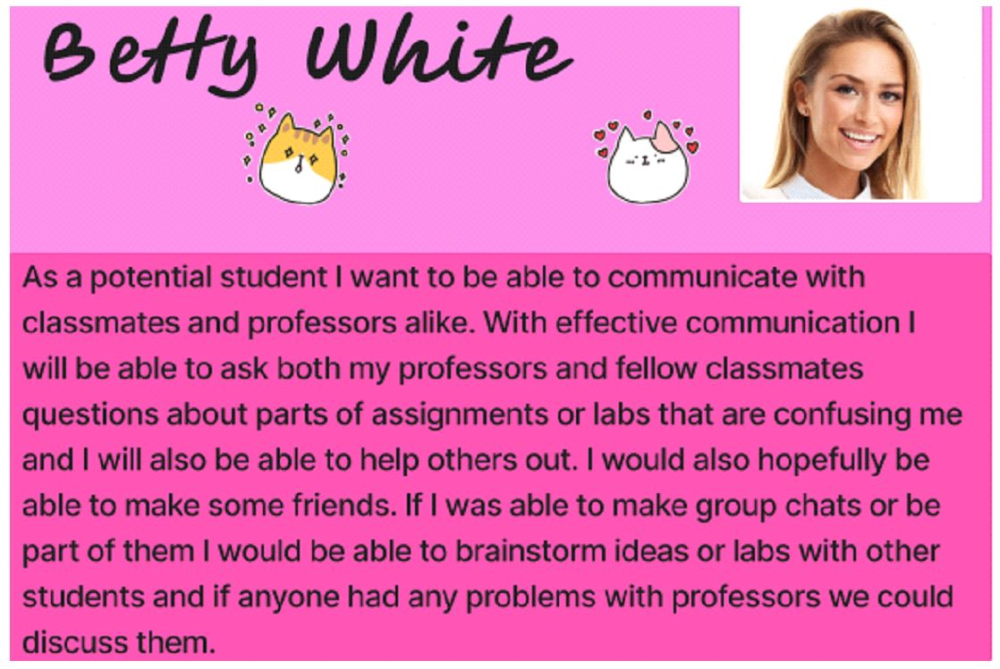 Betty White
As a potential student I want to be able to communicate with
classmates and professors alike. With effective communication I
will be able to ask both my professors and fellow classmates
questions about parts of assignments or labs that are confusing me
and I will also be able to help others out. I would also hopefully be
able to make some friends. If I was able to make group chats or be
part of them I would be able to brainstorm ideas or labs with other
students and if anyone had any problems with professors we could
discuss them.